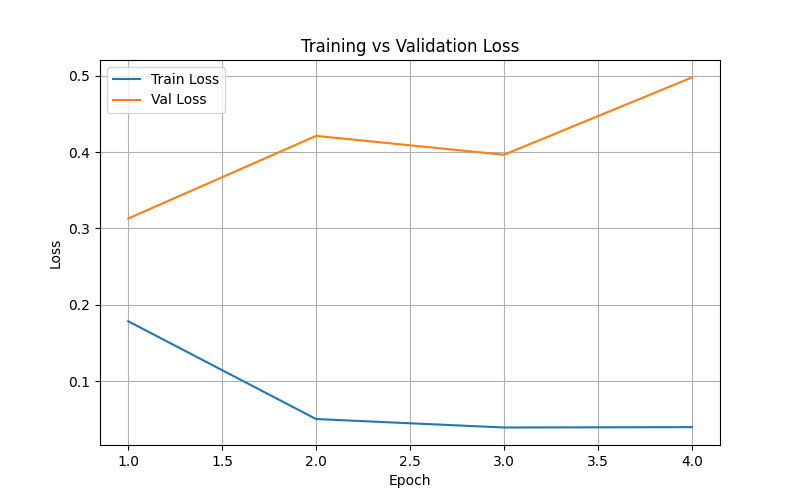 Training vs Validation Loss
Train Loss
Val Loss
0.5
0.4
0.3
0.2
0.1
Loss
1.0 1.5 2.0 2.5 3.0 3.5 4.0
Epoch